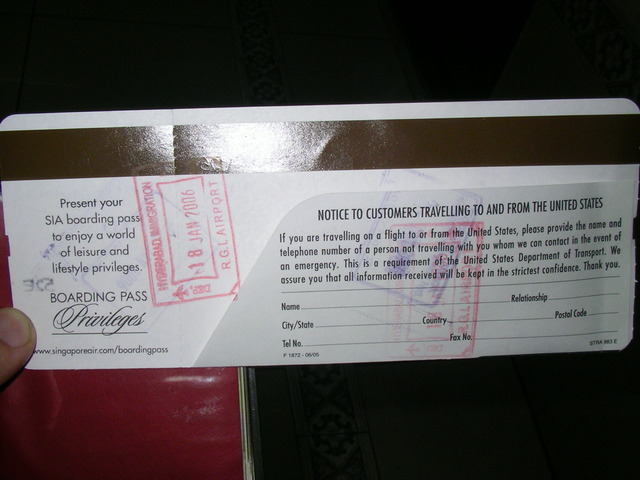 Present your
SIA boarding pass
to enjoy a world
of leisure and
lifestyle privileges.
BOARDING PASS
Privileges
www.singaporeair.com/boardingpass
HYDERABAD IMMIGRATION
18 JAN 2006
R.G.I. AIRPORT
NOTICE TO CUSTOMERS TRAVELLING TO AND FROM THE UNITED STATES
If you are travelling on a flight to or from the United States, please provide the name and
telephone number of a person not travelling with you whom we can contact in the event of
an emergency. This is a requirement of the United States Department of Transport. We
assure you that all information received will be kept in the strictest confidence. Thank you.
Name Relationship
City/State Country Postal Code
Tel No. Fax No.
F 1872 - 06/05 STRA 983 E